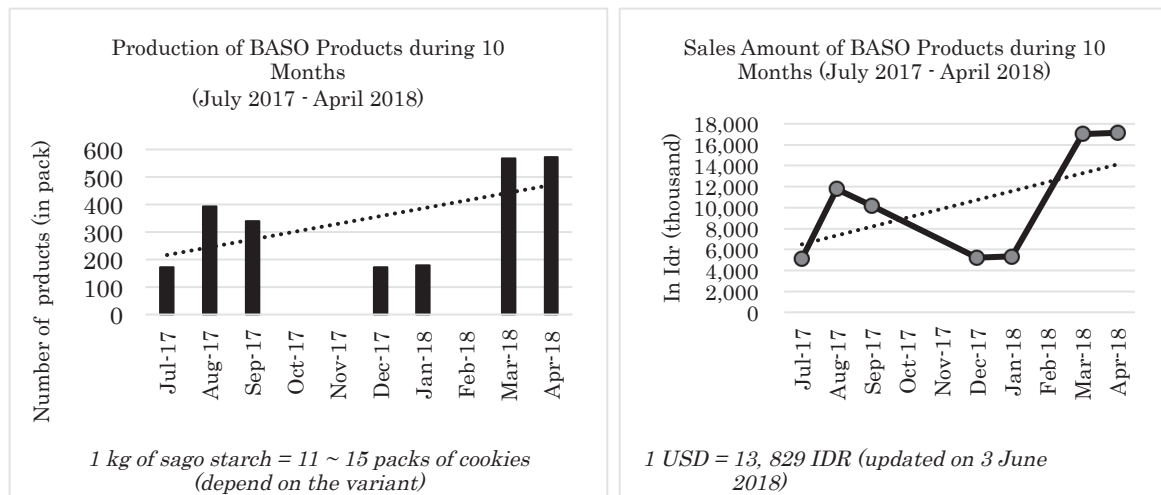 Production of BASO Products during 10
Months
(July 2017 - April 2018)
Number of prducts (in pack)
600
500
400
300
200
100
0
Jul-17
Aug-17
Sep-17
Oct-17
Nov-17
Dec-17
Jan-18
Feb-18
Mar-18
Apr-18
1 kg of sago starch = 11 ~ 15 packs of cookies
(depend on the variant)
Sales Amount of BASO Products during 10
Months (July 2017 - April 2018)
In Idr (thousand)
18,000
16,000
14,000
12,000
10,000
8,000
6,000
4,000
2,000
0
Jul-17
Aug-17
Sep-17
Oct-17
Nov-17
Dec-17
Jan-18
Feb-18
Mar-18
Apr-18
1 USD = 13, 829 IDR (updated on 3 June
2018)